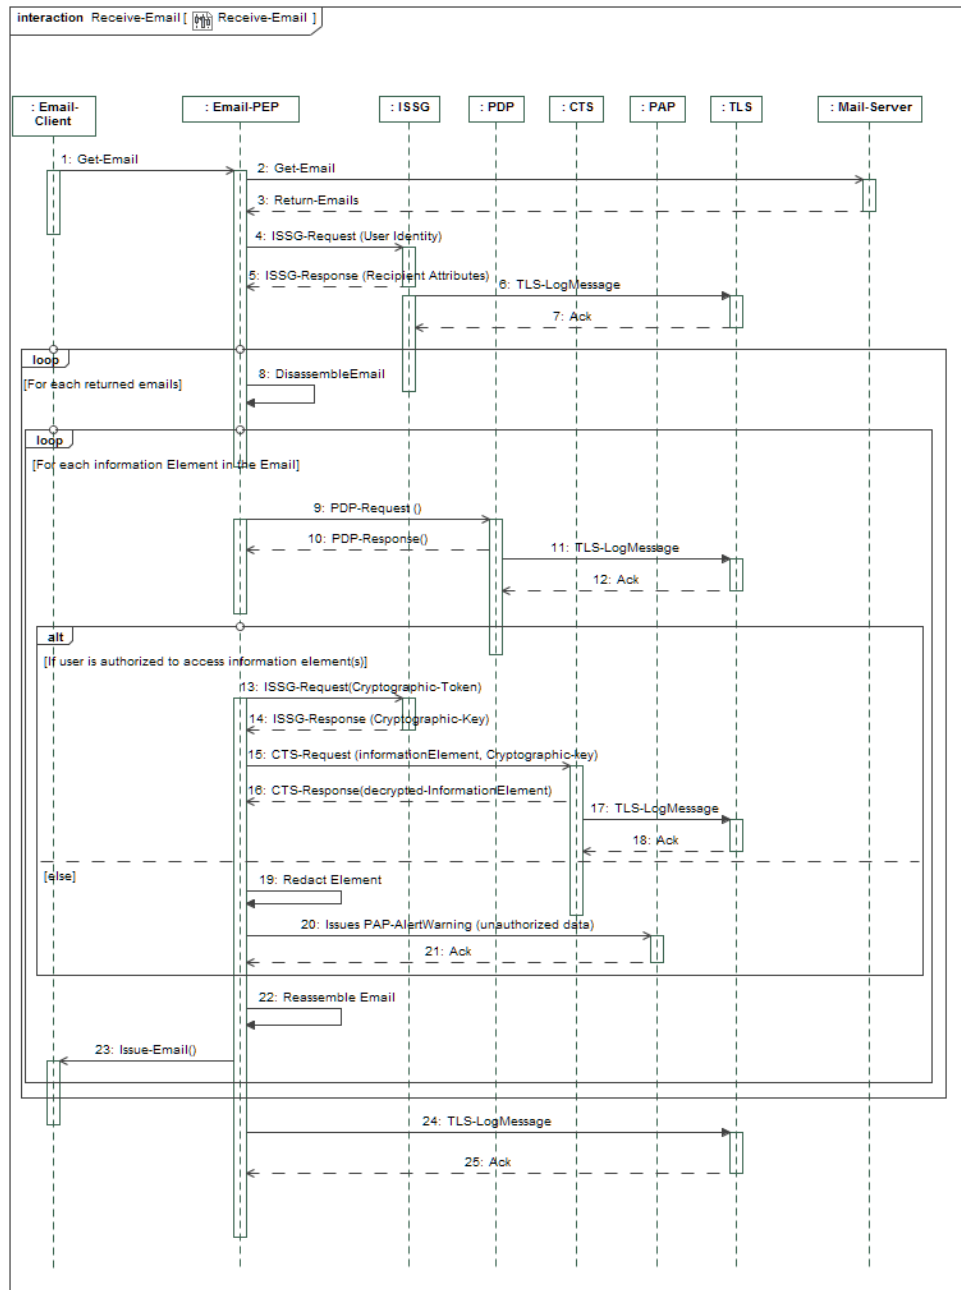 interaction Receive-Email [ Receive-Email ]
: Email-Client
: Email-PEP
: ISSG
: PDP
: CTS
: PAP
: TLS
: Mail-Server
1: Get-Email
2: Get-Email
3: Return-Emails
4: ISSG-Request (User Identity)
5: ISSG-Response (Recipient Attributes)
6: TLS-LogMessage
7: Ack
loop
[For each returned emails]
8: DisassembleEmail
loop
[For each information Element in the Email]
9: PDP-Request ()
10: PDP-Response()
11: TLS-LogMessage
12: Ack
alt
[If user is authorized to access information element(s)]
13: ISSG-Request(Cryptographic-Token)
14: ISSG-Response (Cryptographic-Key)
15: CTS-Request (informationElement, Cryptographic-key)
16: CTS-Response(decrypted-InformationElement)
17: TLS-LogMessage
18: Ack
[else]
19: Redact Element
20: Issues PAP-AlertWarning (unauthorized data)
21: Ack
22: Reassemble Email
23: Issue-Email()
24: TLS-LogMessage
25: Ack